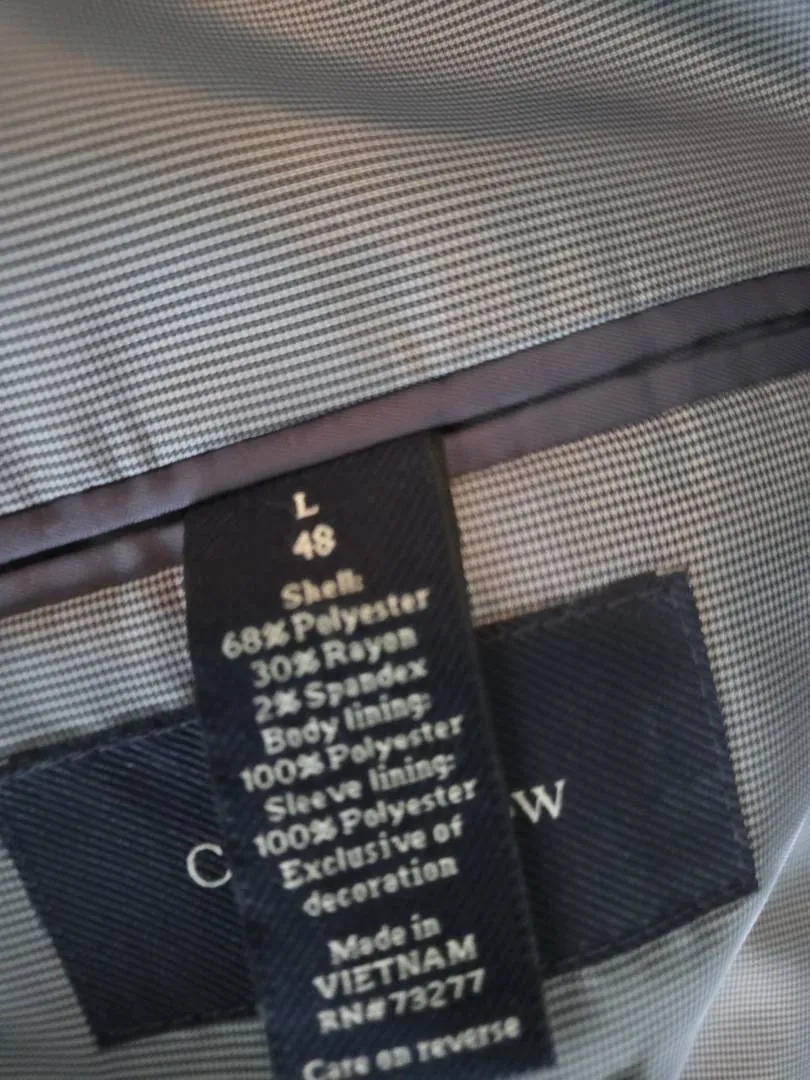 L
48
Shell:
68% Polyester
30% Rayon
2% Spandex
Body lining:
100% Polyester
Sleeve lining:
100% Polyester
Exclusive of
decoration
Made in
VIETNAM
RN# 73277
Care on reverse